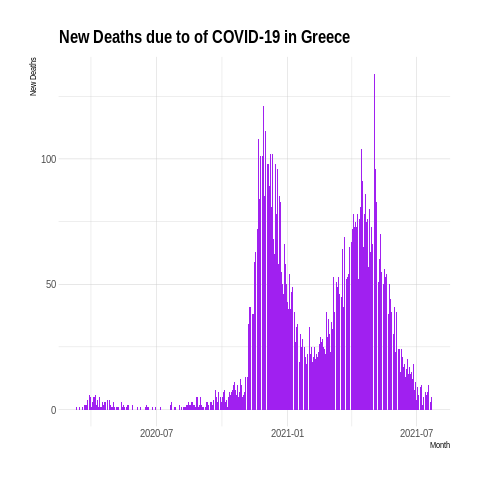 New Deaths due to of COVID-19 in Greece
New Deaths
100
50
0
2020-07 2021-01 2021-07
Month